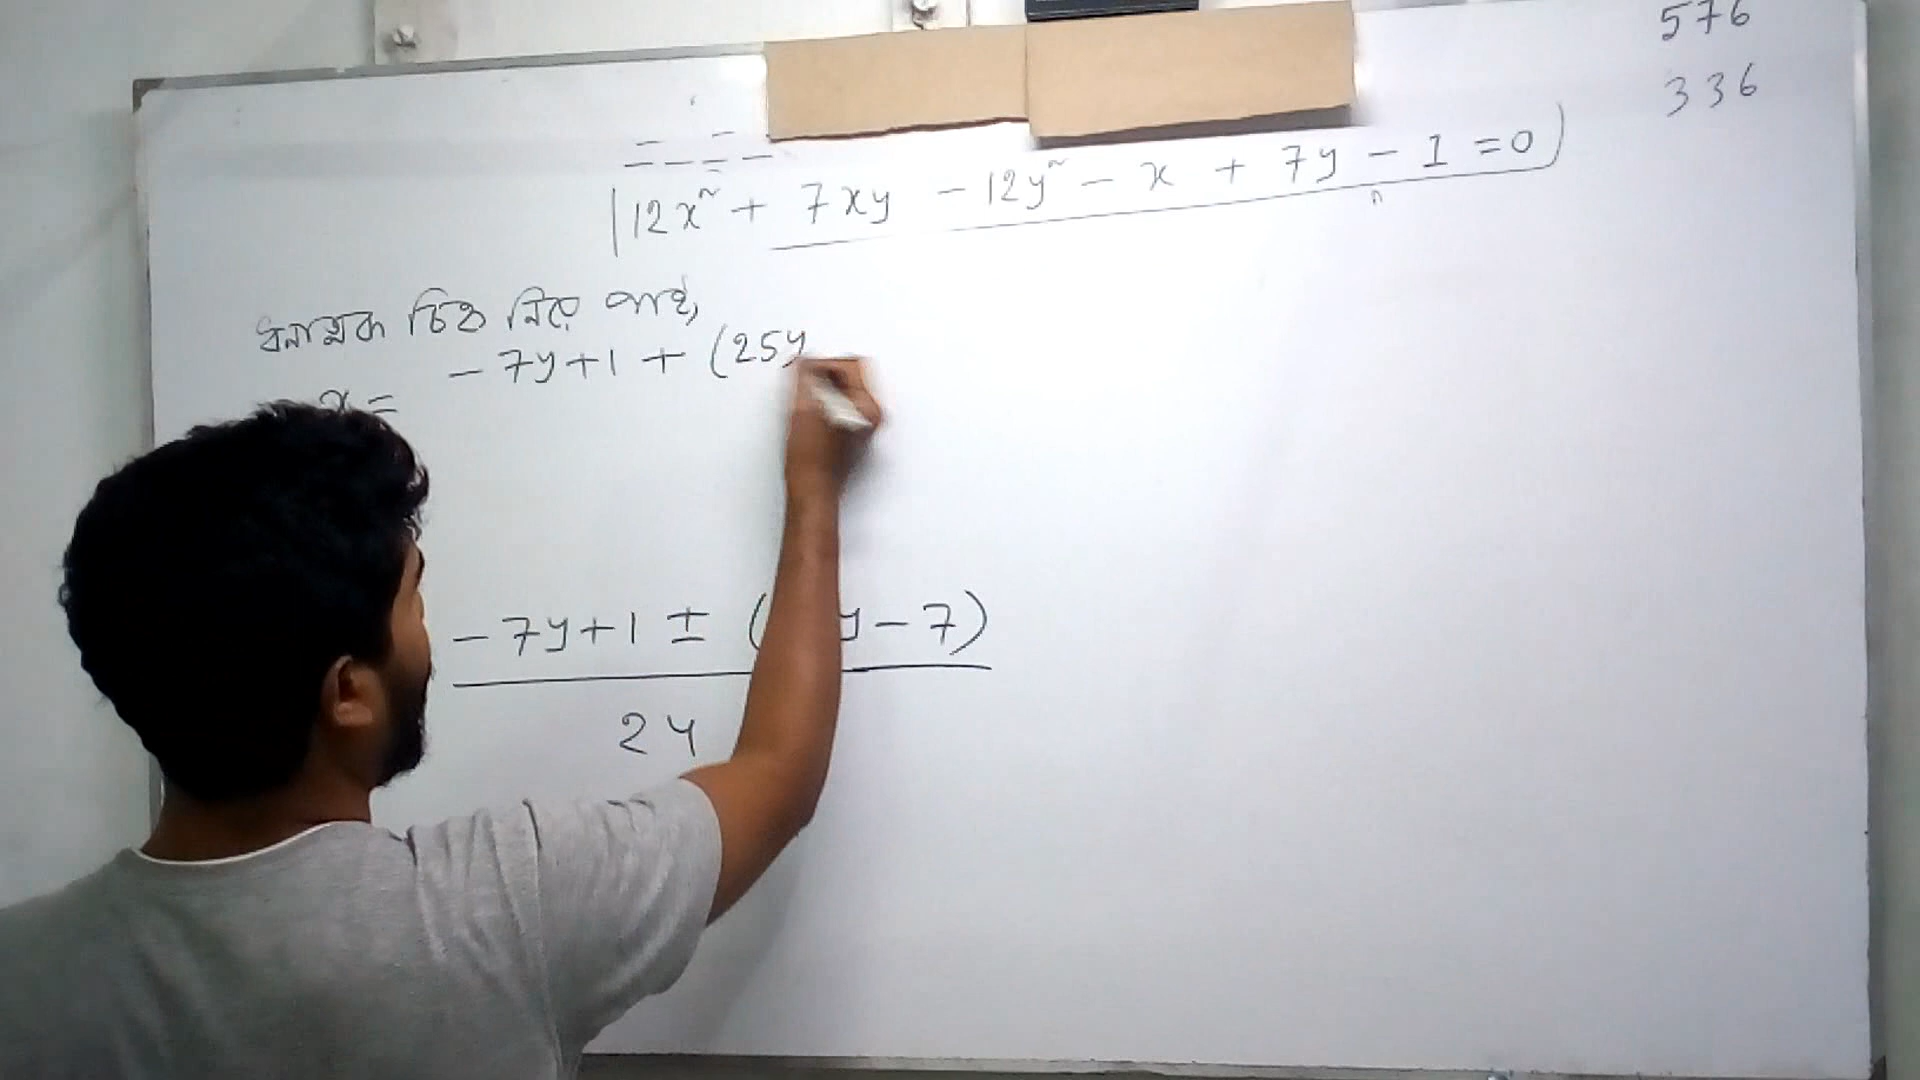 576
336
12x² + 7xy - 12y² - x + 7y - 1 = 0
ধনাত্মক চিহ্ন নিয়ে পাই,
x = - 7y + 1 + (25y
- 7y + 1 ± ( y - 7)
24